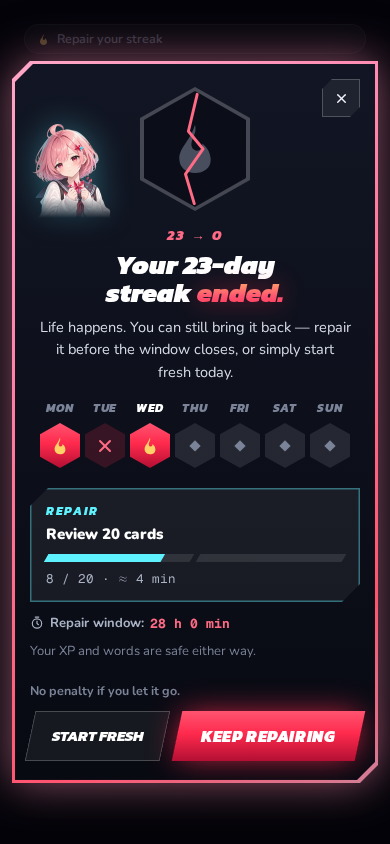 Repair your streak
23 → 0
Your 23-day
streak ended.
Life happens. You can still bring it back — repair
it before the window closes, or simply start
fresh today.
MON TUE WED THU FRI SAT SUN
REPAIR
Review 20 cards
8 / 20 · ≈ 4 min
Repair window: 28 h 0 min
Your XP and words are safe either way.
No penalty if you let it go.
START FRESH KEEP REPAIRING